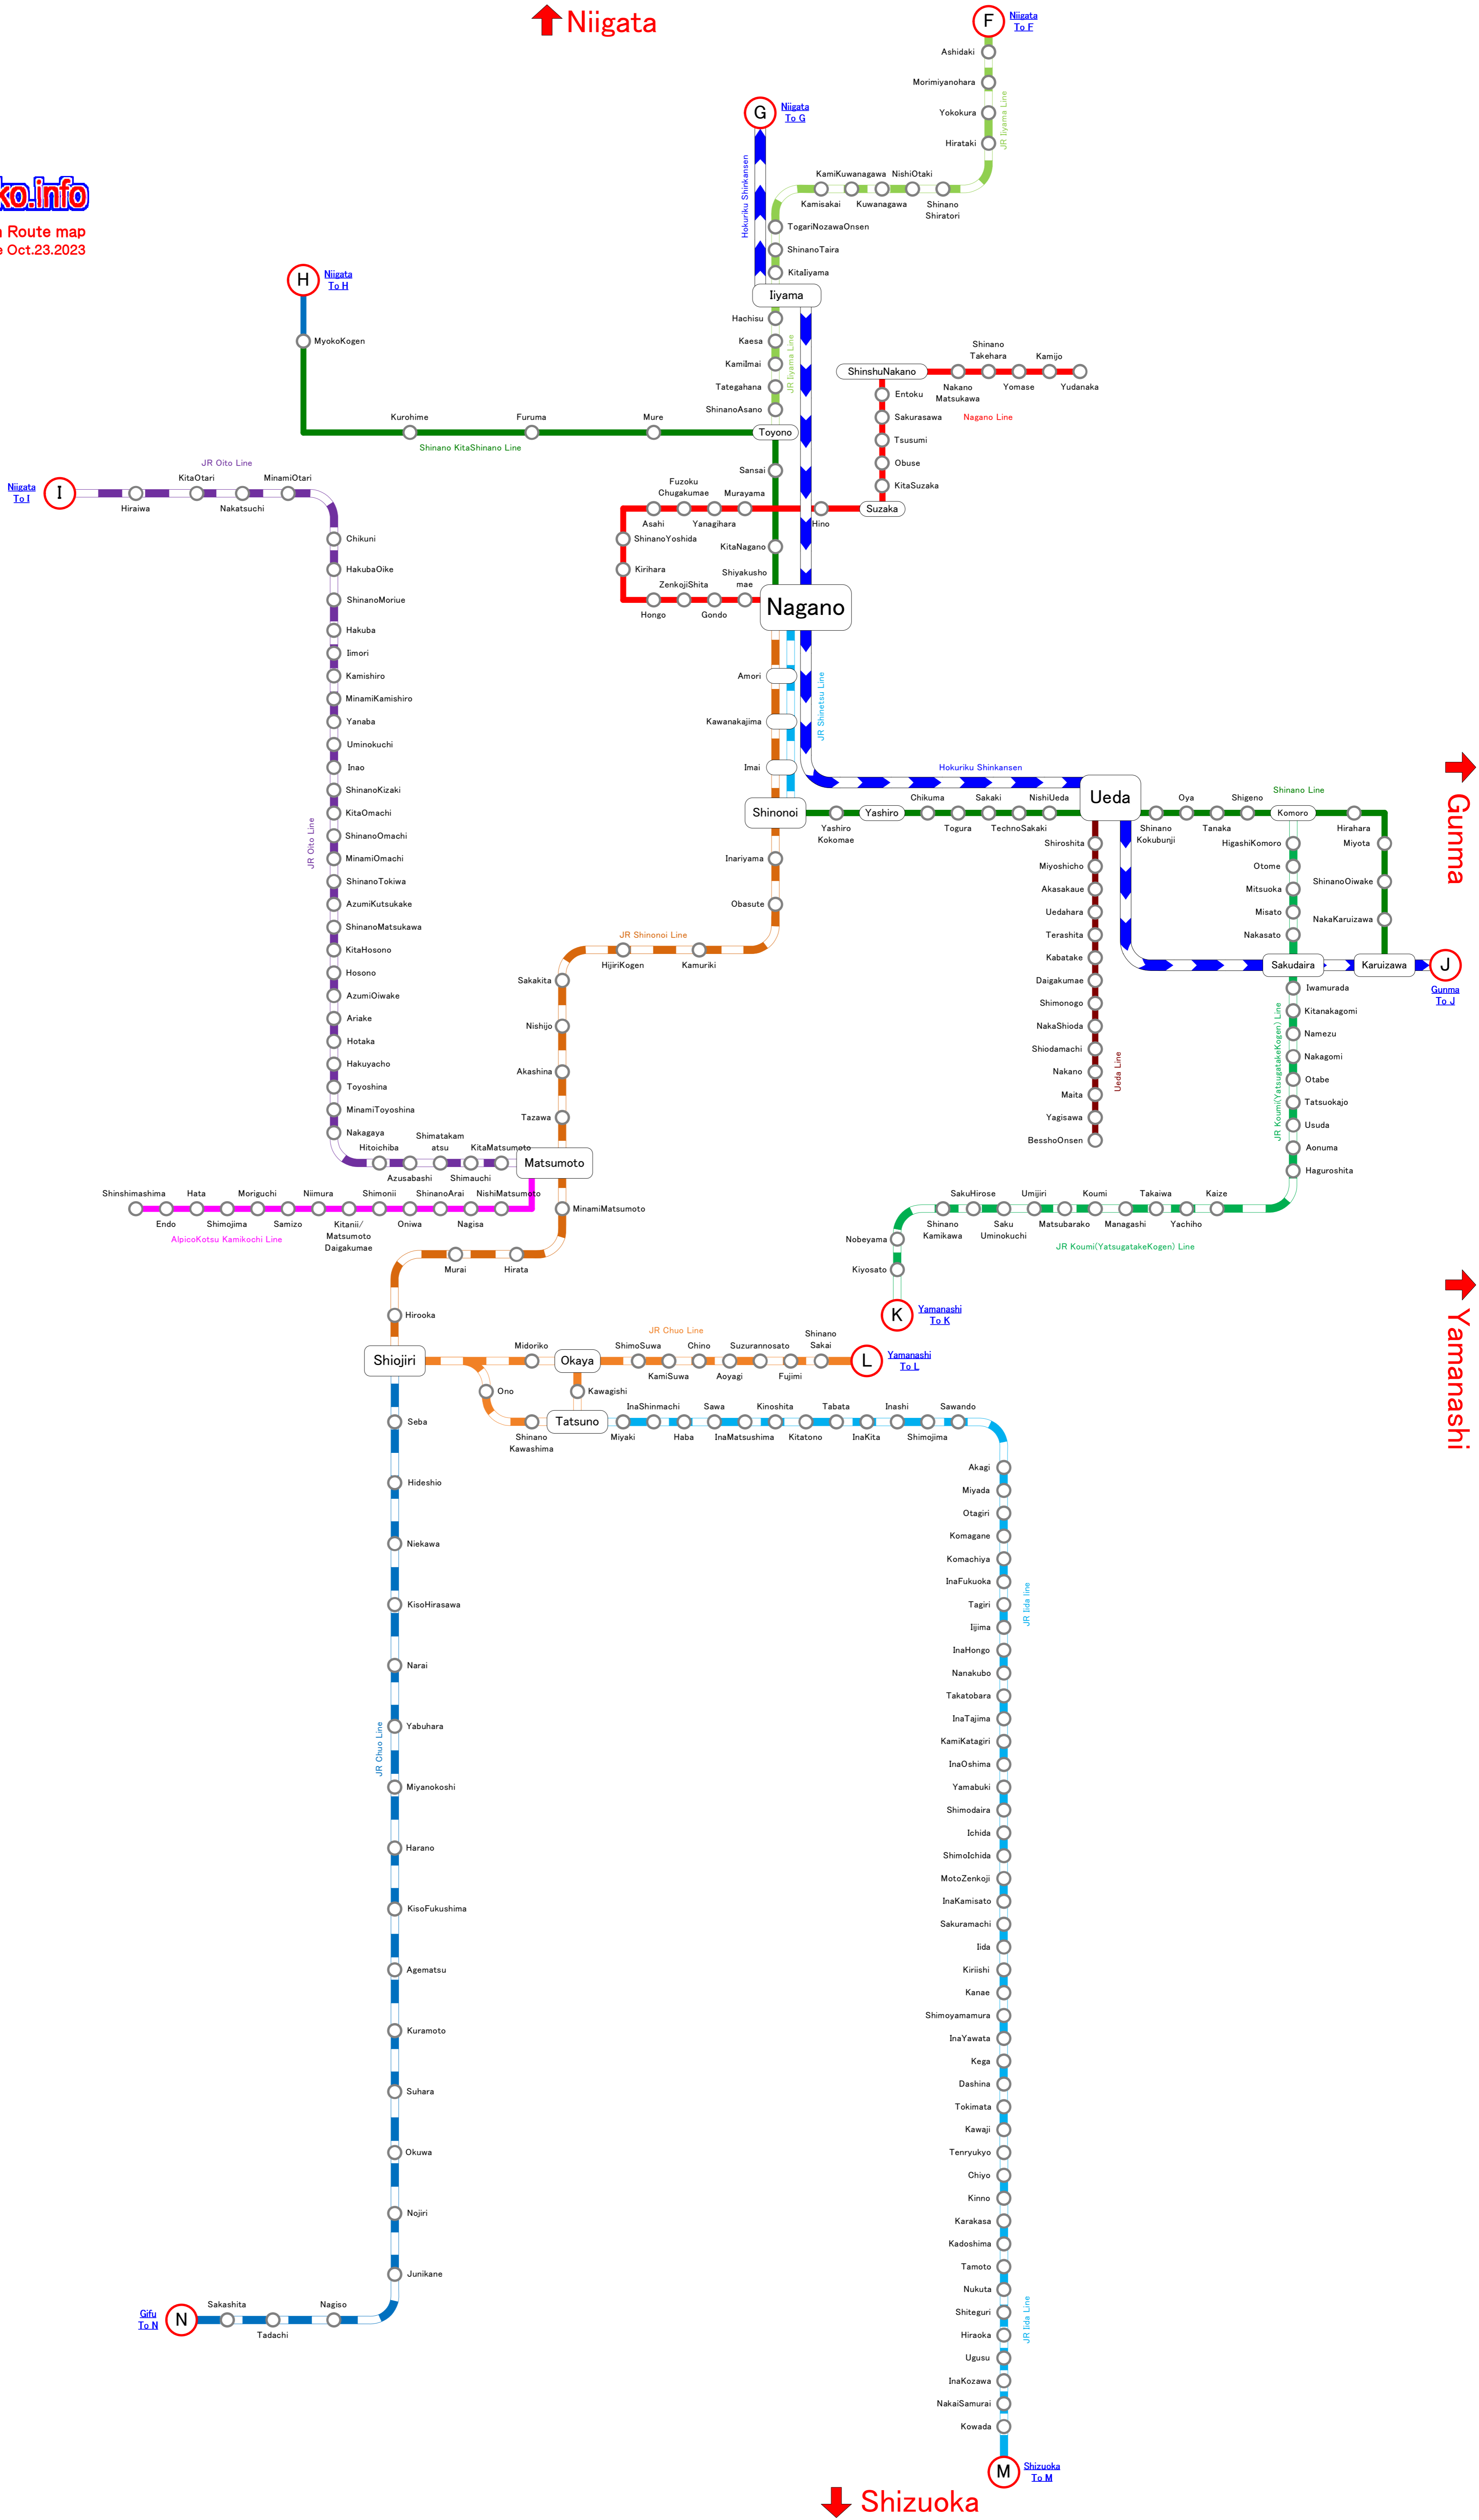 Niigata
F
Niigata
To F
Ashidaki
Morimiyanohara
Yokokura
Hirataki
JR Iiyama Line
G
Niigata
To G
Hokuriku Shinkansen
KamiKuwanagawa
NishiOtaki
Kamisakai
Kuwanagawa
Shinano
Shiratori
ko.info
Route map
Oct.23.2023
TogariNozawaOnsen
ShinanoTaira
KitaIiyama
Iiyama
H
Niigata
To H
MyokoKogen
Hachisu
Kaesa
KamiImai
Tategahana
ShinanoAsano
JR Iiyama Line
Toyono
Kurohime
Furuma
Mure
Shinano KitaShinano Line
ShinshuNakano
Shinano
Takehara
Kamijo
Nakano
Matsukawa
Yomase
Yudanaka
Nagano Line
Entoku
Sakurasawa
Tsusumi
Obuse
KitaSuzaka
Suzaka
Sansai
KitaNagano
Hino
Fuzoku
Chugakumae
Murayama
Asahi
Yanagihara
ShinanoYoshida
Kirihara
ZenkojiShita
Shiyakusho
mae
Hongo
Gondo
Nagano
Niigata
To I
I
JR Oito Line
Hiraiwa
KitaOtari
Nakatsuchi
MinamiOtari
Chikuni
HakubaOike
ShinanoMoriue
Hakuba
Iimori
Kamishiro
MinamiKamishiro
Yanaba
Uminokuchi
Inao
ShinanoKizaki
KitaOmachi
ShinanoOmachi
MinamiOmachi
ShinanoTokiwa
AzumiKutsukake
ShinanoMatsukawa
KitaHosono
Hosono
AzumiOiwake
Ariake
Hotaka
Hakuyacho
Toyoshina
MinamiToyoshina
Nakagaya
JR Oito Line
Hitoichiba
Azusabashi
Shimatakam
atsu
Shimauchi
KitaMatsumoto
Matsumoto
Amori
Kawanakajima
Imai
JR Shinetsu Line
Shinonoi
Inariyama
Obasute
JR Shinonoi Line
HijiriKogen
Kamuriki
Sakakita
Nishijo
Akashina
Tazawa
Hokuriku Shinkansen
Ueda
Yashiro
Kokomae
Yashiro
Chikuma
Togura
Sakaki
TechnoSakaki
NishiUeda
Shinano
Kokubunji
Oya
Tanaka
Shigeno
Shinano Line
Komoro
Hirahara
Miyota
ShinanoOiwake
NakaKaruizawa
Karuizawa
J
Gunma
To J
Gunma
Shiroshita
Miyoshicho
Akasakaue
Uedahara
Terashita
Kabatake
Daigakumae
Shimonogo
NakaShioda
Shiodamachi
Nakano
Maita
Yagisawa
BesshoOnsen
Ueda Line
HigashiKomoro
Otome
Mitsuoka
Misato
Nakasato
Sakudaira
Iwamurada
Kitanakagomi
Namezu
Nakagomi
Otabe
Tatsuokajo
Usuda
Aonuma
Haguroshita
JR Koumi(YatsugatakeKogen) Line
SakuHirose
Umijiri
Koumi
Takaiwa
Kaize
Shinano
Kamikawa
Saku
Uminokuchi
Matsubarako
Managashi
Yachiho
JR Koumi(YatsugatakeKogen) Line
Nobeyama
Kiyosato
K
Yamanashi
To K
Yamanashi
Shinshimashima
Endo
Hata
Shimojima
Moriguchi
Samizo
Niimura
Kitanii/
Matsumoto
Daigakumae
Shimonii
Oniwa
ShinanoArai
Nagisa
NishiMatsumoto
AlpicoKotsu Kamikochi Line
MinamiMatsumoto
Murai
Hirata
Hirooka
Shiojiri
JR Chuo Line
Midoriko
Okaya
ShimoSuwa
KamiSuwa
Chino
Aoyagi
Suzurannosato
Fujimi
Shinano
Sakai
L
Yamanashi
To L
Ono
Shinano
Kawashima
Kawagishi
Tatsuno
Miyaki
InaShinmachi
Haba
Sawa
InaMatsushima
Kinoshita
Kitatono
Tabata
InaKita
Inashi
Shimojima
Sawando
Akagi
Miyada
Otagiri
Komagane
Komachiya
InaFukuoka
Tagiri
Iijima
InaHongo
Nanakubo
Takatobara
InaTajima
KamiKatagiri
InaOshima
Yamabuki
Shimodaira
Ichida
ShimoIchida
MotoZenkoji
InaKamisato
Sakuramachi
Iida
Kiriishi
Kanae
Shimoyamamura
InaYawata
Kega
Dashina
Tokimata
Kawaji
Tenryukyo
Chiyo
Kinno
Karakasa
Kadoshima
Tamoto
Nukuta
Shiteguri
Hiraoka
Ugusu
InaKozawa
NakaiSamurai
Kowada
JR Iida line
JR Iida Line
M
Shizuoka
To M
Shizuoka
Seba
Hideshio
Niekawa
KisoHirasawa
Narai
Yabuhara
Miyanokoshi
Harano
KisoFukushima
Agematsu
Kuramoto
Suhara
Okuwa
Nojiri
Junikane
JR Chuo Line
Nagiso
Tadachi
Sakashita
N
Gifu
To N